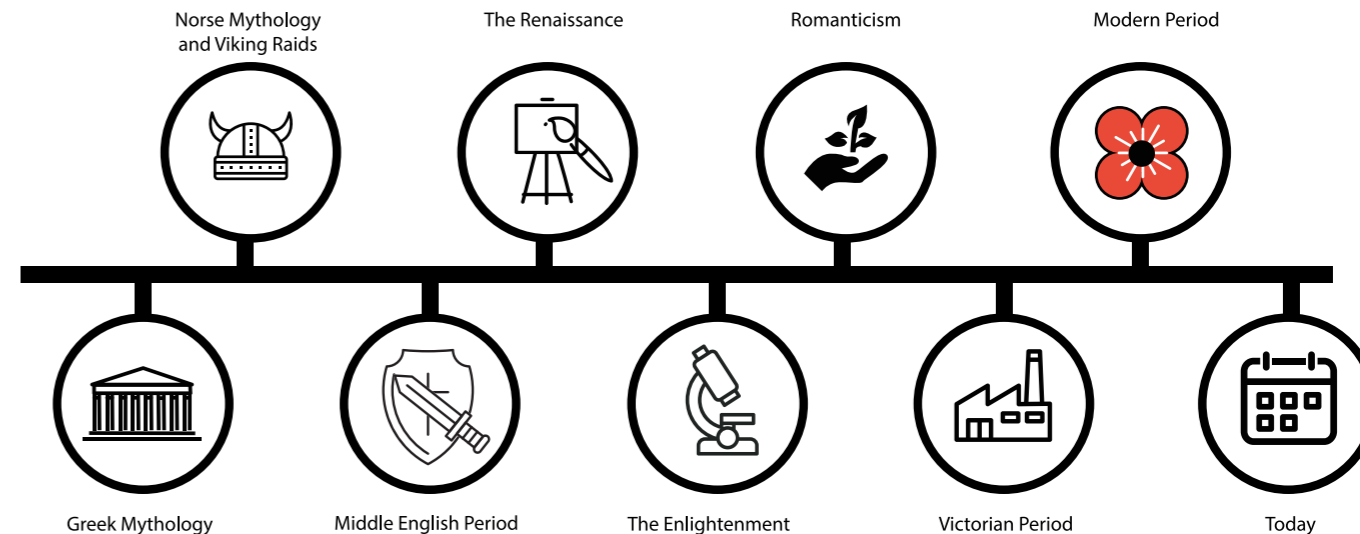 Norse Mythology
and Viking Raids
The Renaissance
Romanticism
Modern Period
Greek Mythology
Middle English Period
The Enlightenment
Victorian Period
Today